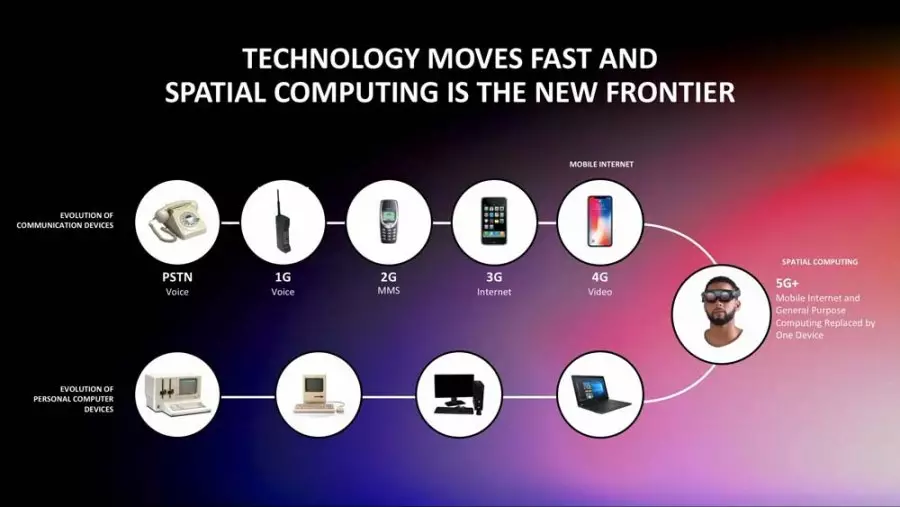 TECHNOLOGY MOVES FAST AND
SPATIAL COMPUTING IS THE NEW FRONTIER
MOBILE INTERNET
EVOLUTION OF
COMMUNICATION DEVICES
PSTN
Voice
1G
Voice
2G
MMS
3G
Internet
4G
Video
SPATIAL COMPUTING
5G+
Mobile Internet and
General Purpose
Computing Replaced by
One Device
EVOLUTION OF
PERSONAL COMPUTER
DEVICES